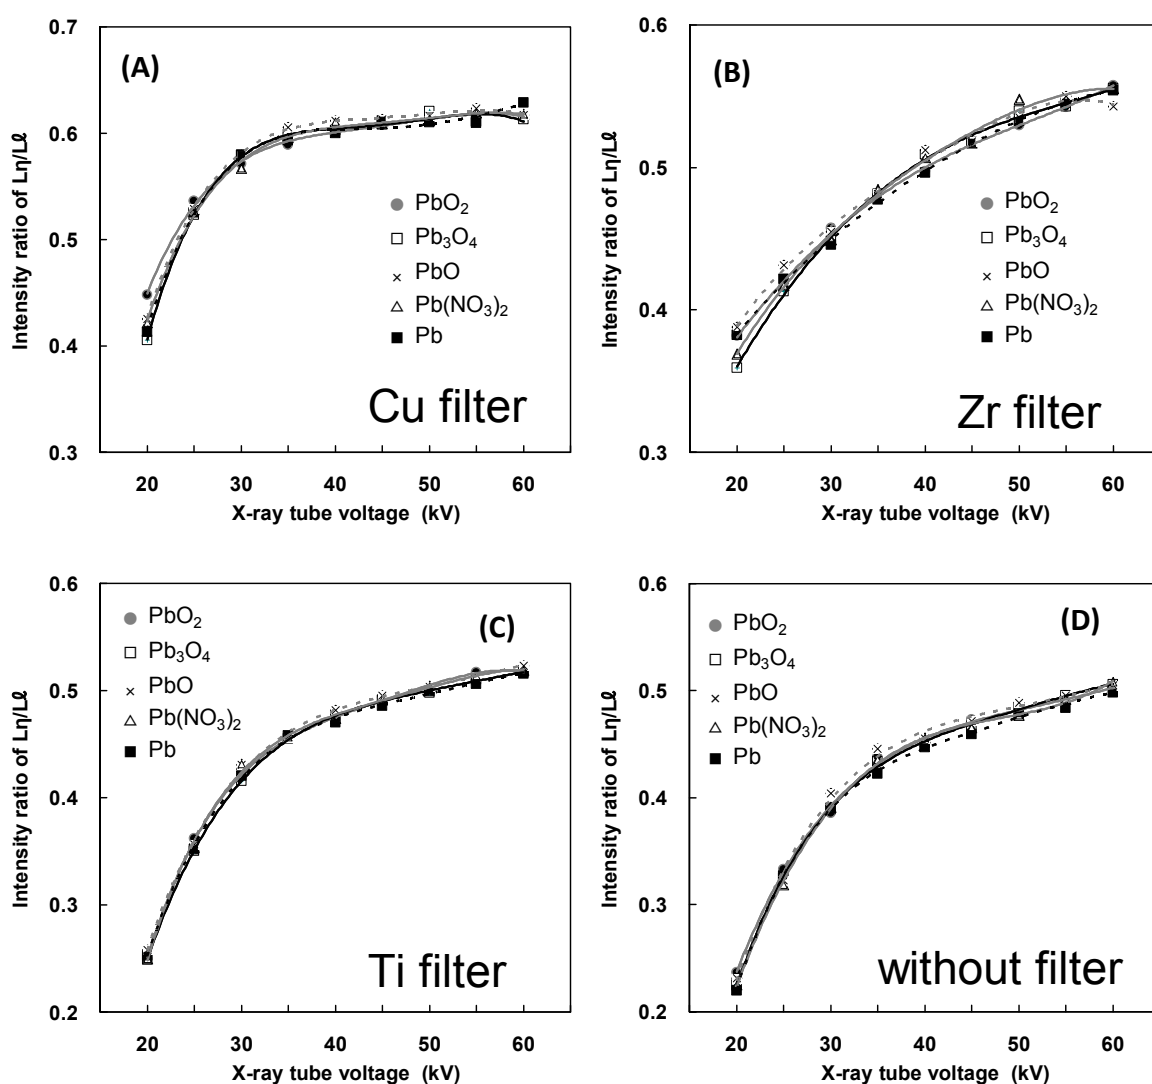 (A)
Intensity ratio of Lη/Lℓ
0.7
0.6
0.5
0.4
0.3
PbO₂
Pb₃O₄
PbO
Pb(NO₃)₂
Pb
Cu filter
20 30 40 50 60
X-ray tube voltage (kV)
(B)
Intensity ratio of Lη/Lℓ
0.6
0.5
0.4
0.3
PbO₂
Pb₃O₄
PbO
Pb(NO₃)₂
Pb
Zr filter
20 30 40 50 60
X-ray tube voltage (kV)
(C)
Intensity ratio of Lη/Lℓ
0.6
0.5
0.4
0.3
0.2
PbO₂
Pb₃O₄
PbO
Pb(NO₃)₂
Pb
Ti filter
20 30 40 50 60
X-ray tube voltage (kV)
(D)
Intensity ratio of Lη/Lℓ
0.6
0.5
0.4
0.3
0.2
PbO₂
Pb₃O₄
PbO
Pb(NO₃)₂
Pb
without filter
20 30 40 50 60
X-ray tube voltage (kV)